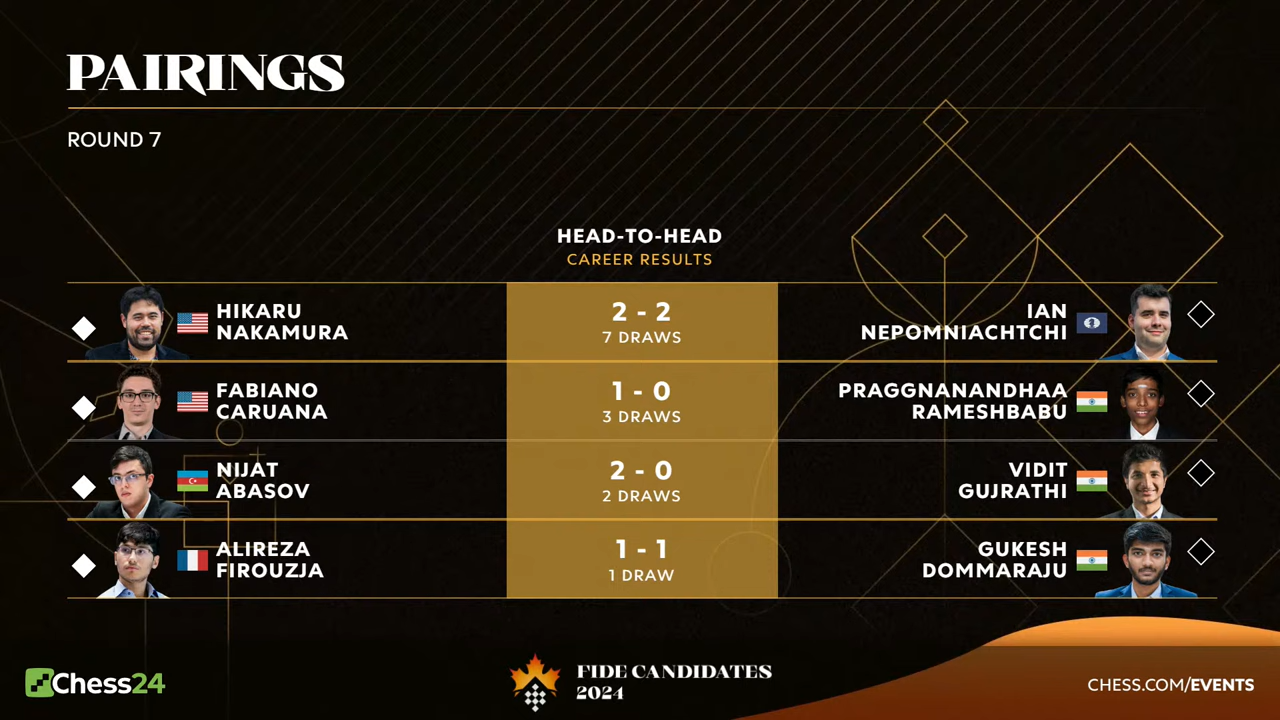 PAIRINGS
ROUND 7
HEAD-TO-HEAD
CAREER RESULTS
HIKARU
NAKAMURA
2 - 2
7 DRAWS
IAN
NEPOMNIACHTCHI
FABIANO
CARUANA
1 - 0
3 DRAWS
PRAGGNANANDHAA
RAMESHBABU
NIJAT
ABASOV
2 - 0
2 DRAWS
VIDIT
GUJRATHI
ALIREZA
FIROUZJA
1 - 1
1 DRAW
GUKESH
DOMMARAJU
Chess24
FIDE CANDIDATES
2024
CHESS.COM/EVENTS